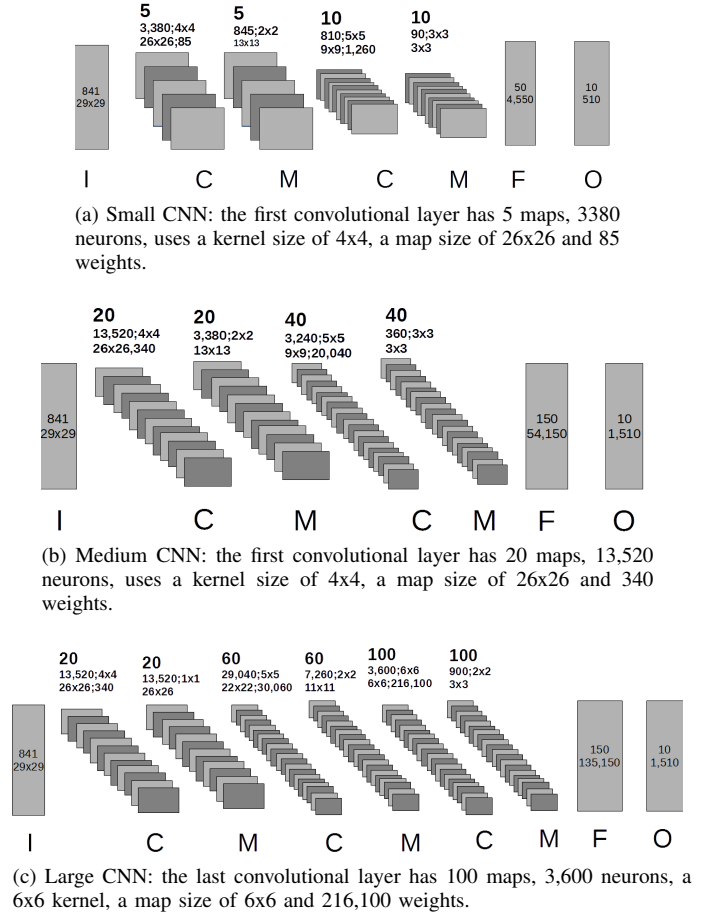 5 5 10 10
3,380;4x4 845;2x2 810;5x5 90;3x3
26x26;85 13x13 9x9;1,260 3x3
841 50 10
29x29 4,550 510
I C M C M F O
(a) Small CNN: the first convolutional layer has 5 maps, 3380
neurons, uses a kernel size of 4x4, a map size of 26x26 and 85
weights.
20 20 40 40
13,520;4x4 3,380;2x2 3,240;5x5 360;3x3
26x26,340 13x13 9x9;20,040 3x3
841 150 10
29x29 54,150 1,510
I C M C M F O
(b) Medium CNN: the first convolutional layer has 20 maps, 13,520
neurons, uses a kernel size of 4x4, a map size of 26x26 and 340
weights.
20 20 60 60 100 100
13,520;4x4 13,520;1x1 29,040;5x5 7,260;2x2 3,600;6x6 900;2x2
26x26;340 26x26 22x22;30,060 11x11 6x6;216,100 3x3
841 150 10
29x29 135,150 1,510
I C M C M C M F O
(c) Large CNN: the last convolutional layer has 100 maps, 3,600 neurons, a
6x6 kernel, a map size of 6x6 and 216,100 weights.